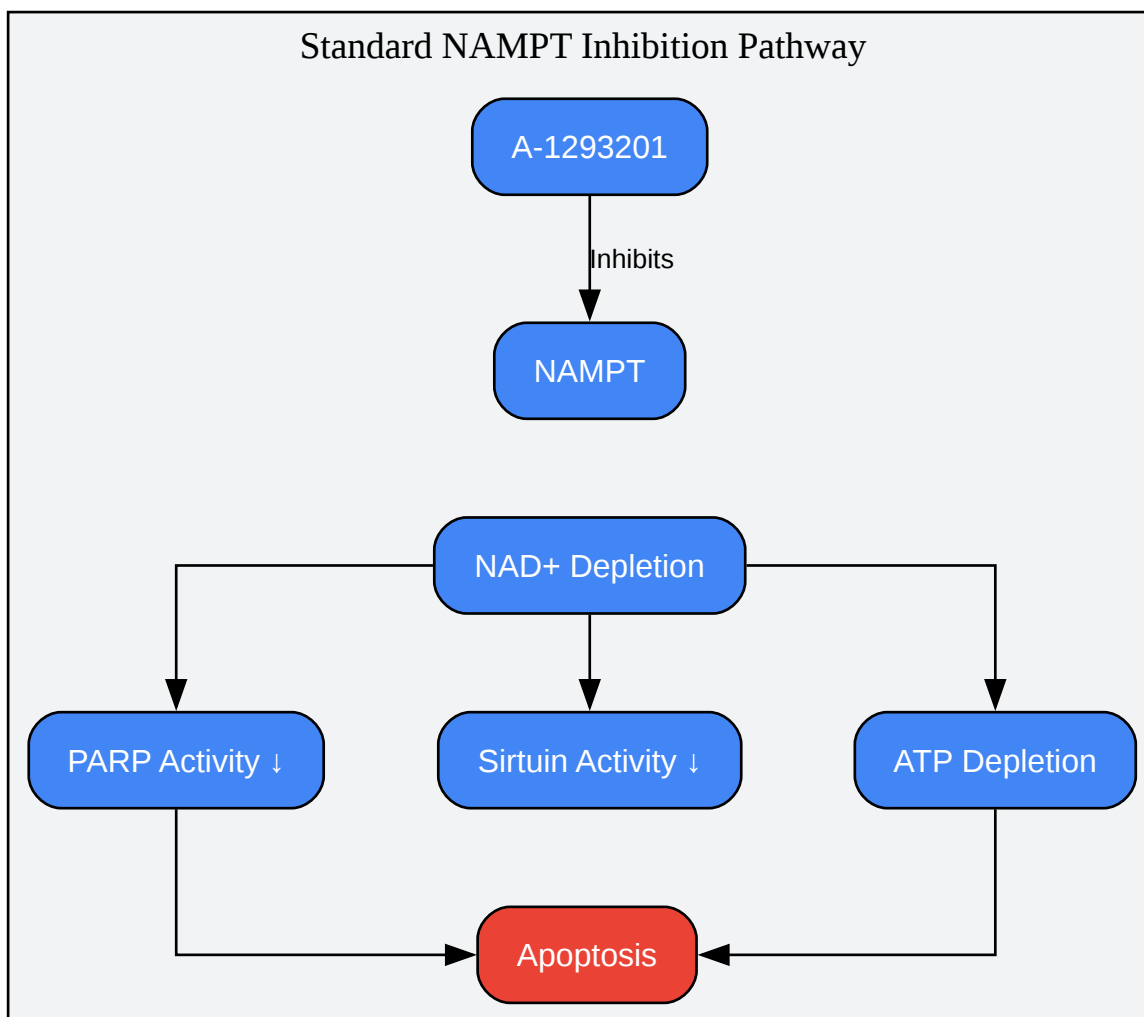 Standard NAMPT Inhibition Pathway
A-1293201
Inhibits
NAMPT
NAD+ Depletion
PARP Activity ↓
Sirtuin Activity ↓
ATP Depletion
Apoptosis